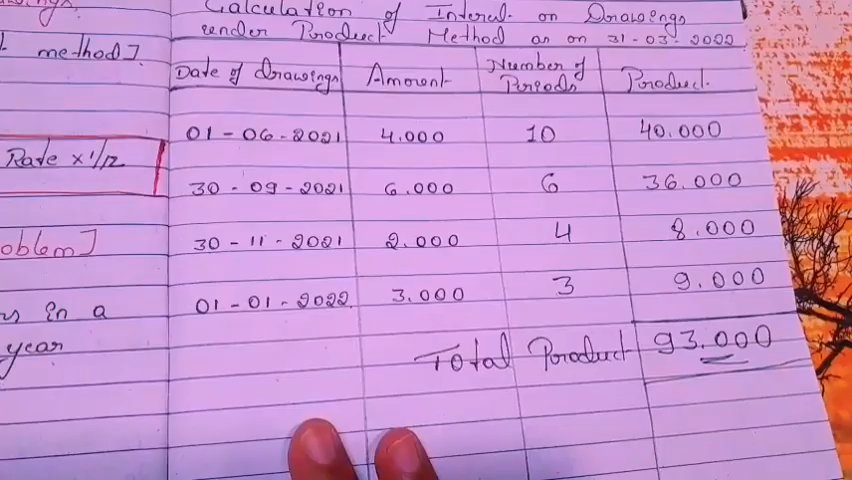 Calculation of Interest on Drawings
under Product Method as on 31-03-2022
method]
Date of drawings Amount Number of Periods Product
01-06-2021 4.000 10 40.000
Rate x 1/12
30-09-2021 6.000 6 36.000
30-11-2021 2.000 4 8.000
oblem]
01-01-2022 3.000 3 9.000
in a
year
Total Product 93.000